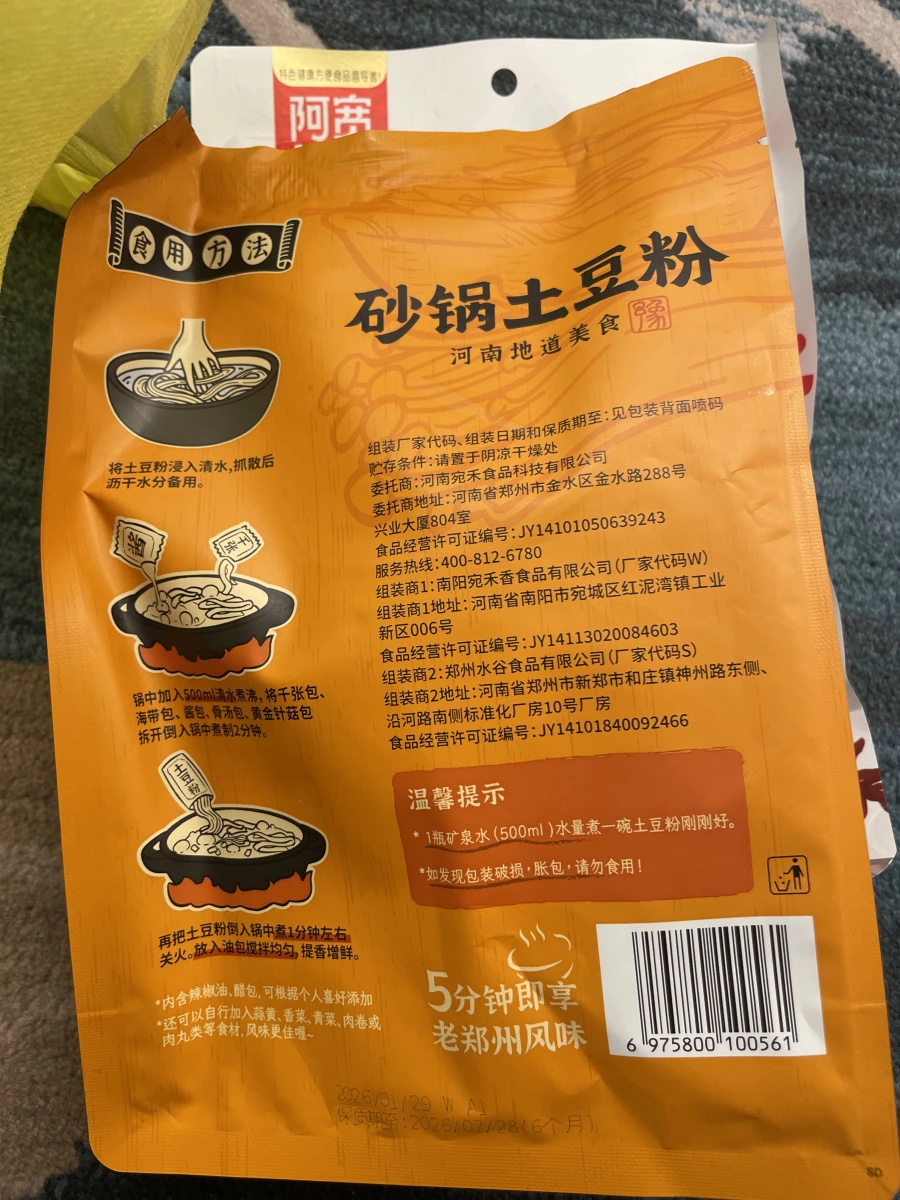 特色健康方便食品倡导者!
阿宽
食用方法
砂锅土豆粉
河南地道美食
豫
将土豆粉浸入清水,抓散后
沥干水分备用。
酱
千张
锅中加入500ml清水煮沸,将千张包、
海带包、酱包、骨汤包、黄金针菇包
拆开倒入锅中煮制2分钟。
土豆粉
再把土豆粉倒入锅中煮1分钟左右
关火。放入油包搅拌均匀,提香增鲜。
*内含辣椒油、醋包,可根据个人喜好添加
*还可以自行加入蒜黄、香菜、青菜、肉卷或
肉丸类等食材,风味更佳喔~
组装厂家代码、组装日期和保质期至:见包装背面喷码
贮存条件:请置于阴凉干燥处
委托商:河南宛禾食品科技有限公司
委托商地址:河南省郑州市金水区金水路288号
兴业大厦804室
食品经营许可证编号:JY14101050639243
服务热线:400-812-6780
组装商1:南阳宛禾香食品有限公司(厂家代码W)
组装商1地址:河南省南阳市宛城区红泥湾镇工业
新区006号
食品经营许可证编号:JY14113020084603
组装商2:郑州水谷食品有限公司(厂家代码S)
组装商2地址:河南省郑州市新郑市和庄镇神州路东侧、
沿河路南侧标准化厂房10号厂房
食品经营许可证编号:JY14101840092466
温馨提示
*1瓶矿泉水(500ml)水量煮一碗土豆粉刚刚好。
*如发现包装破损,胀包,请勿食用!
5分钟即享
老郑州风味
6 975800 100561
2026/01/29 W A1
保质期至:2026/07/28(6个月)
SD